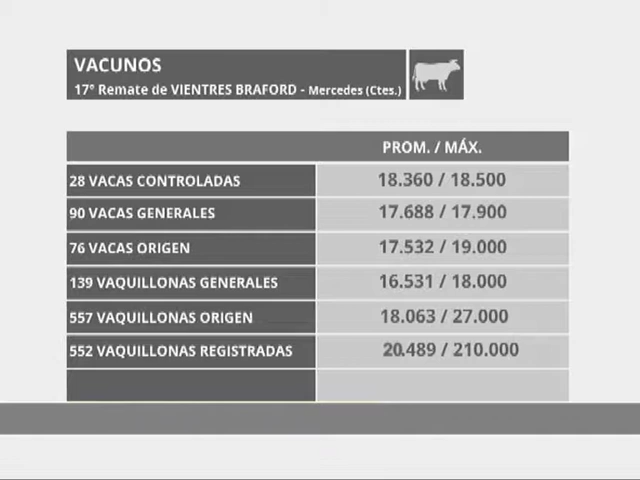 VACUNOS
17° Remate de VIENTRES BRAFORD - Mercedes (Ctes.)
PROM. / MÁX.
28 VACAS CONTROLADAS 18.360 / 18.500
90 VACAS GENERALES 17.688 / 17.900
76 VACAS ORIGEN 17.532 / 19.000
139 VAQUILLONAS GENERALES 16.531 / 18.000
557 VAQUILLONAS ORIGEN 18.063 / 27.000
552 VAQUILLONAS REGISTRADAS 20.489 / 210.000